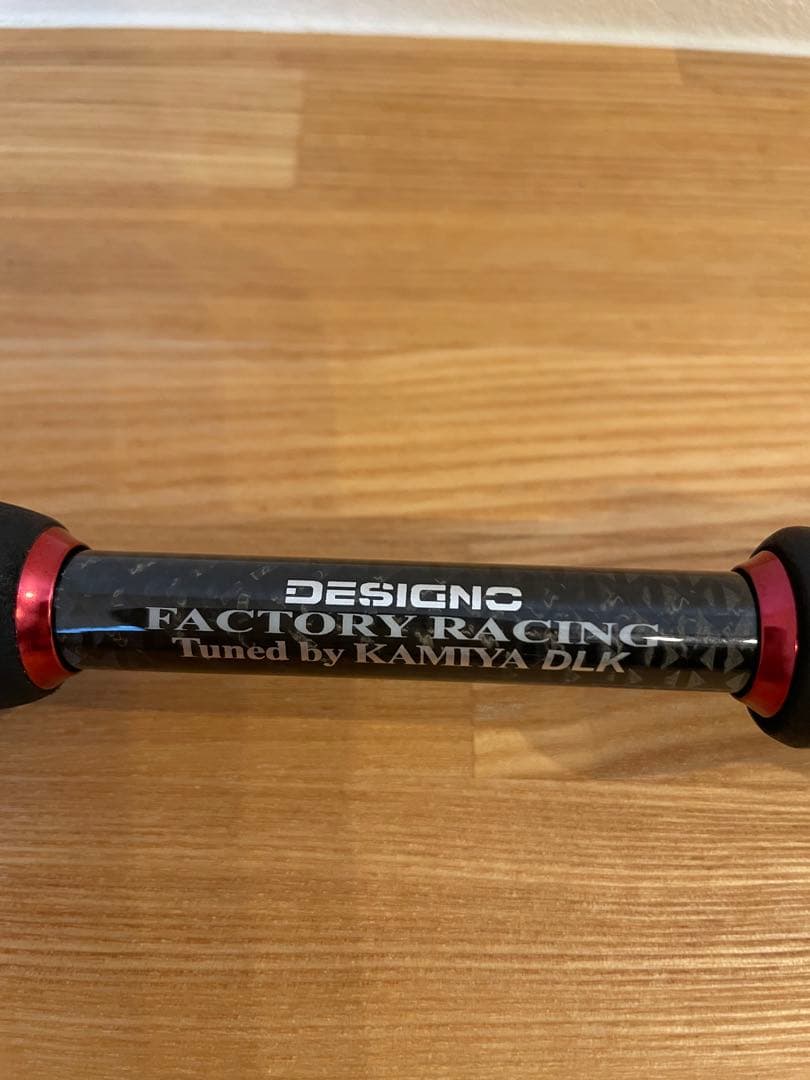 DESIGNO
FACTORY RACING
Tuned by KAMIYA DLK